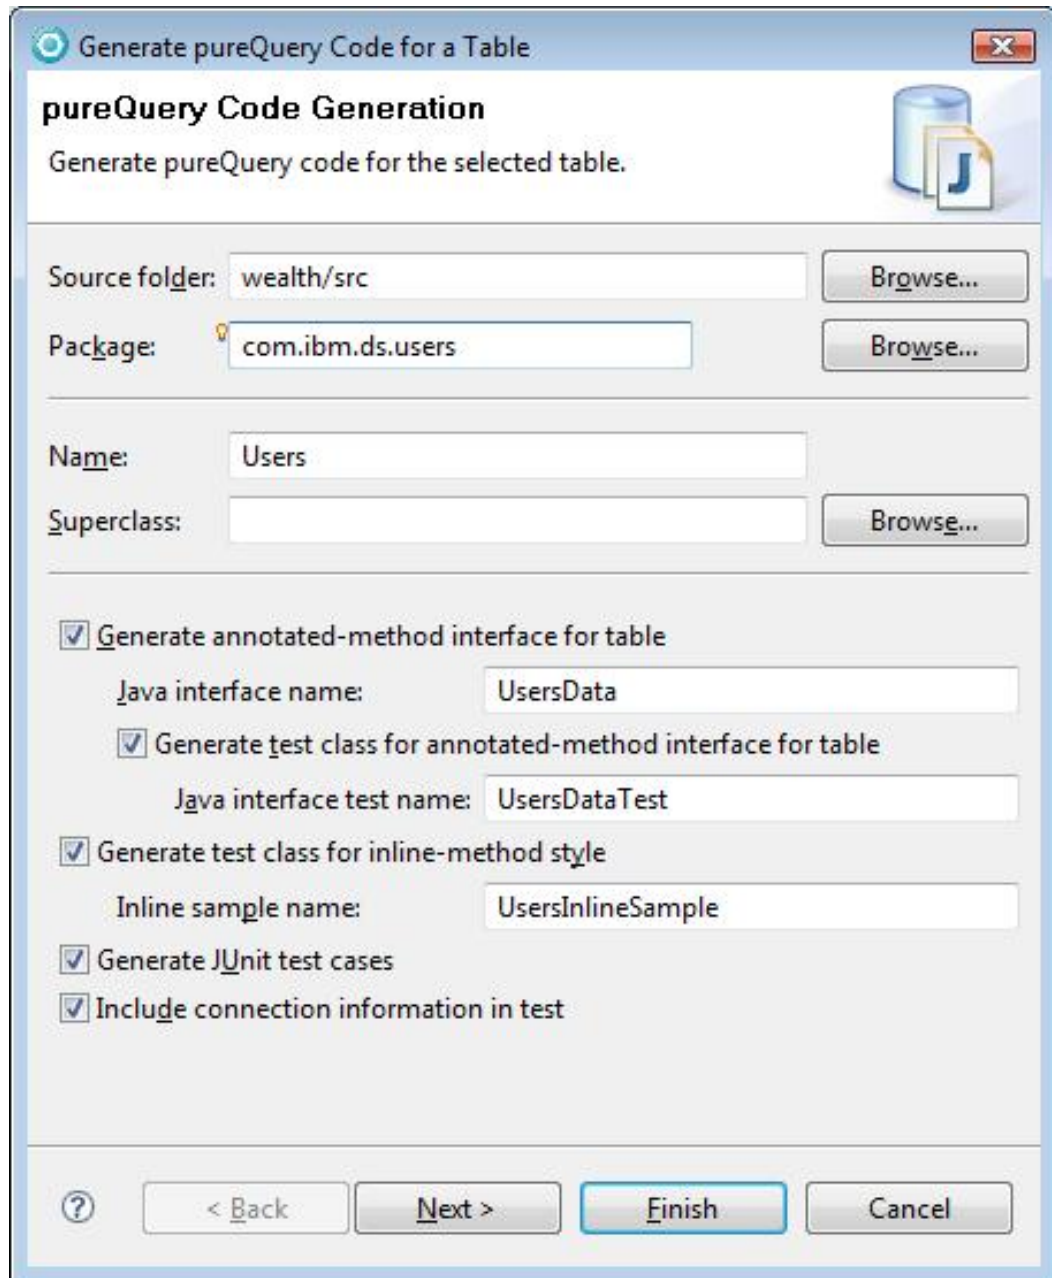 Generate pureQuery Code for a Table
pureQuery Code Generation
Generate pureQuery code for the selected table.
J
Source folder: wealth/src Browse...
Package: com.ibm.ds.users Browse...
Name: Users
Superclass: Browse...
Generate annotated-method interface for table
Java interface name: UsersData
Generate test class for annotated-method interface for table
Java interface test name: UsersDataTest
Generate test class for inline-method style
Inline sample name: UsersInlineSample
Generate JUnit test cases
Include connection information in test
? < Back Next > Finish Cancel